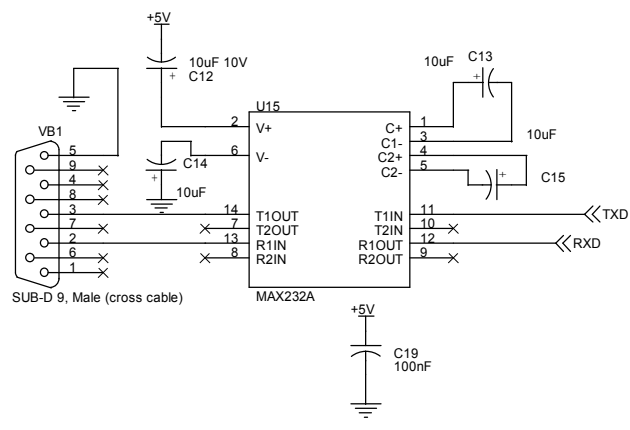 +5V
10uF 10V
+
C12
10uF
C13
+
U15
VB1
2
V+
C+
1
C1-
3
10uF
5
6
V-
C14
C2+
4
9
C2-
5
+
C15
4
+
10uF
8
3
14
T1OUT
T1IN
11
TXD
7
7
T2OUT
T2IN
10
2
13
R1IN
R1OUT
12
RXD
6
8
R2IN
R2OUT
9
1
SUB-D 9, Male (cross cable)
MAX232A
+5V
C19
100nF